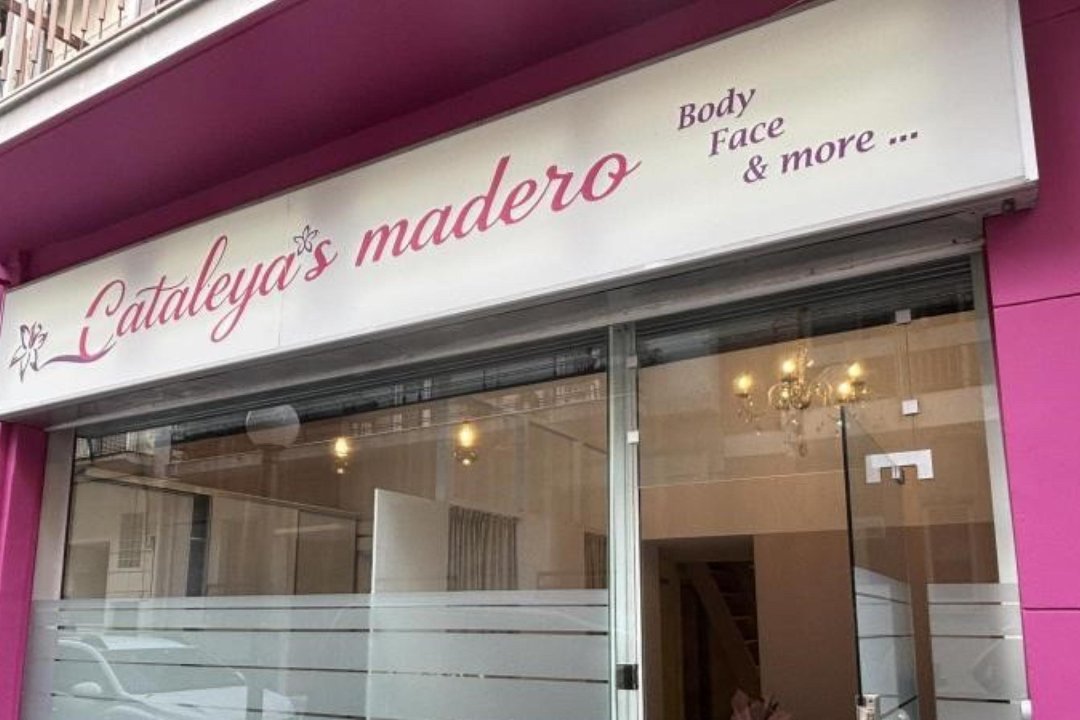 Cataleya's madero
Body
Face
& more ...